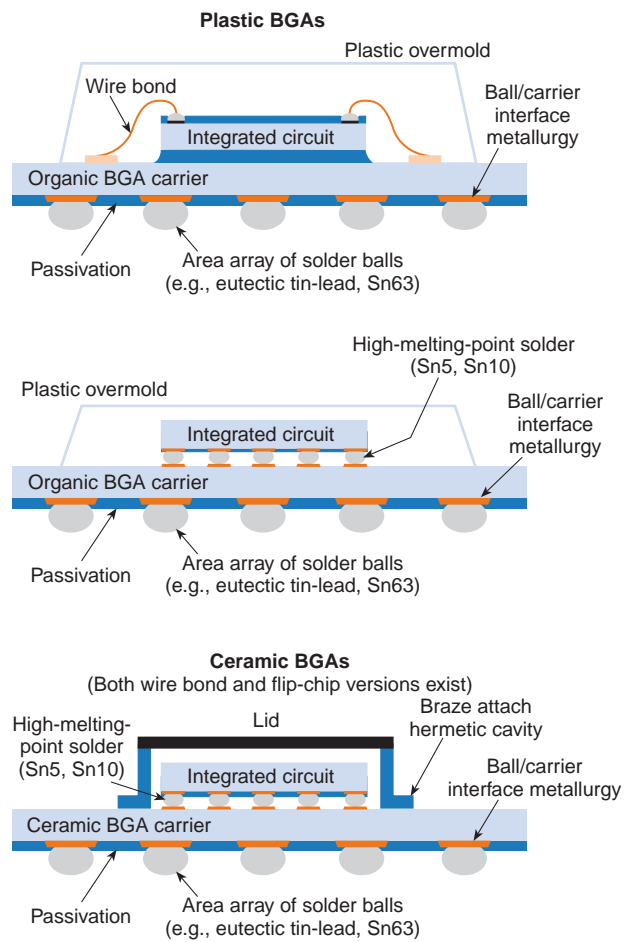 Plastic BGAs
Plastic overmold
Wire bond
Ball/carrier
interface
metallurgy
Integrated circuit
Organic BGA carrier
Passivation
Area array of solder balls
(e.g., eutectic tin-lead, Sn63)
High-melting-point solder
(Sn5, Sn10)
Plastic overmold
Ball/carrier
interface
metallurgy
Integrated circuit
Organic BGA carrier
Passivation
Area array of solder balls
(e.g., eutectic tin-lead, Sn63)
Ceramic BGAs
(Both wire bond and flip-chip versions exist)
High-melting-
point solder
(Sn5, Sn10)
Lid
Braze attach
hermetic cavity
Integrated circuit
Ball/carrier
interface metallurgy
Ceramic BGA carrier
Passivation
Area array of solder balls
(e.g., eutectic tin-lead, Sn63)